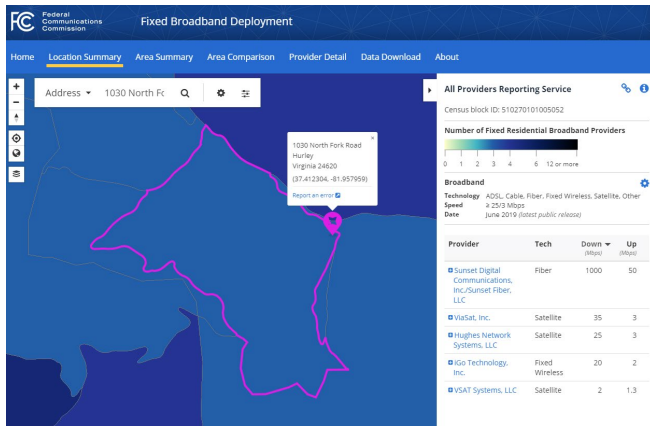 FC
Federal
Communications
Commission
Fixed Broadband Deployment
Home Location Summary Area Summary Area Comparison Provider Detail Data Download About
Address 1030 North Fc
1030 North Fork Road
Hurley
Virginia 24620
(37.412304, -81.957959)
Report an error
All Providers Reporting Service
Census block ID: 510270101005052
Number of Fixed Residential Broadband Providers
0 1 2 3 4 6 12 or more
Broadband
Technology ADSL, Cable, Fiber, Fixed Wireless, Satellite, Other
Speed ≥ 25/3 Mbps
Date June 2019 (latest public release)
Provider Tech Down Up
(Mbps) (Mbps)
Sunset Digital Fiber 1000 50
Communications,
Inc./Sunset Fiber,
LLC
ViaSat, Inc. Satellite 35 3
Hughes Network Satellite 25 3
Systems, LLC
iGo Technology, Fixed 20 2
Inc. Wireless
VSAT Systems, LLC Satellite 2 1.3